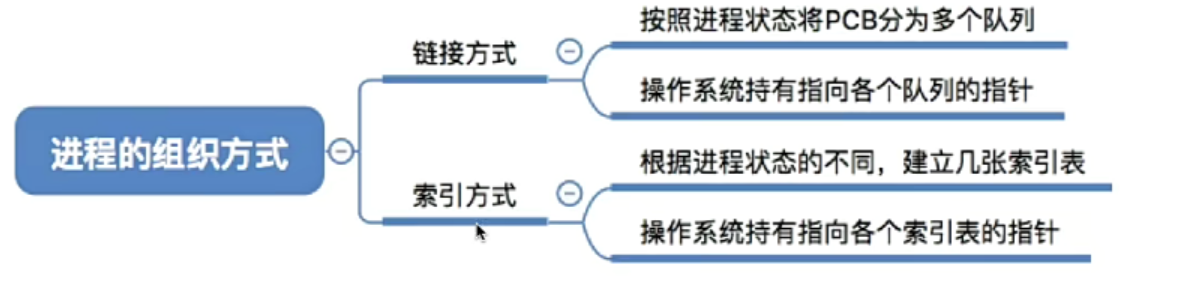 进程的组织方式
链接方式
按照进程状态将PCB分为多个队列
操作系统持有指向各个队列的指针
索引方式
根据进程状态的不同，建立几张索引表
操作系统持有指向各个索引表的指针